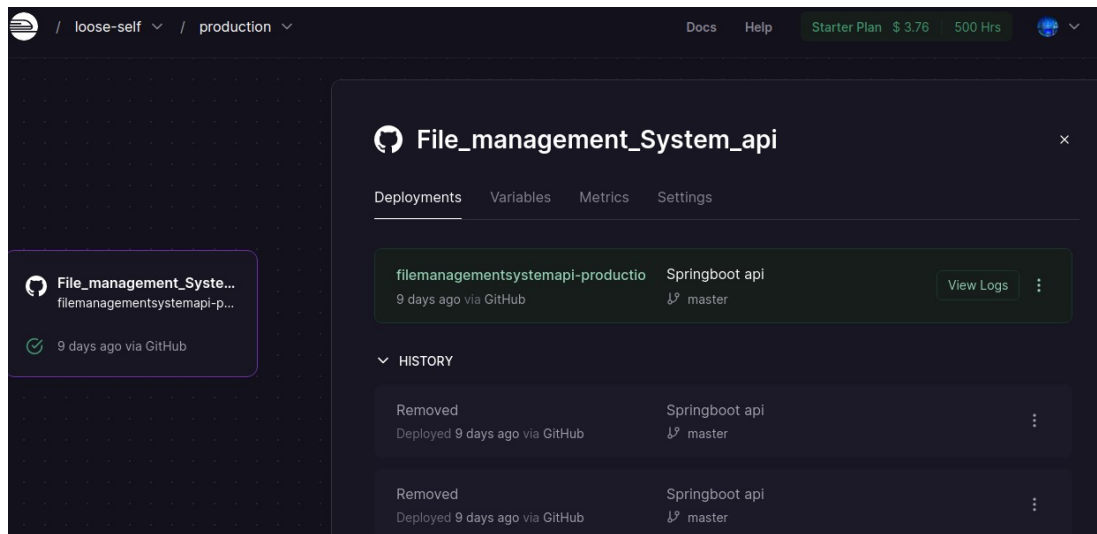 / loose-self / production
Docs Help Starter Plan $ 3.76 500 Hrs
File_management_System_api
Deployments Variables Metrics Settings
File_management_Syste...
filemanagementsystemapi-p...
9 days ago via GitHub
filemanagementsystemapi-productio Springboot api
9 days ago via GitHub master
View Logs
HISTORY
Removed Springboot api
Deployed 9 days ago via GitHub master
Removed Springboot api
Deployed 9 days ago via GitHub master